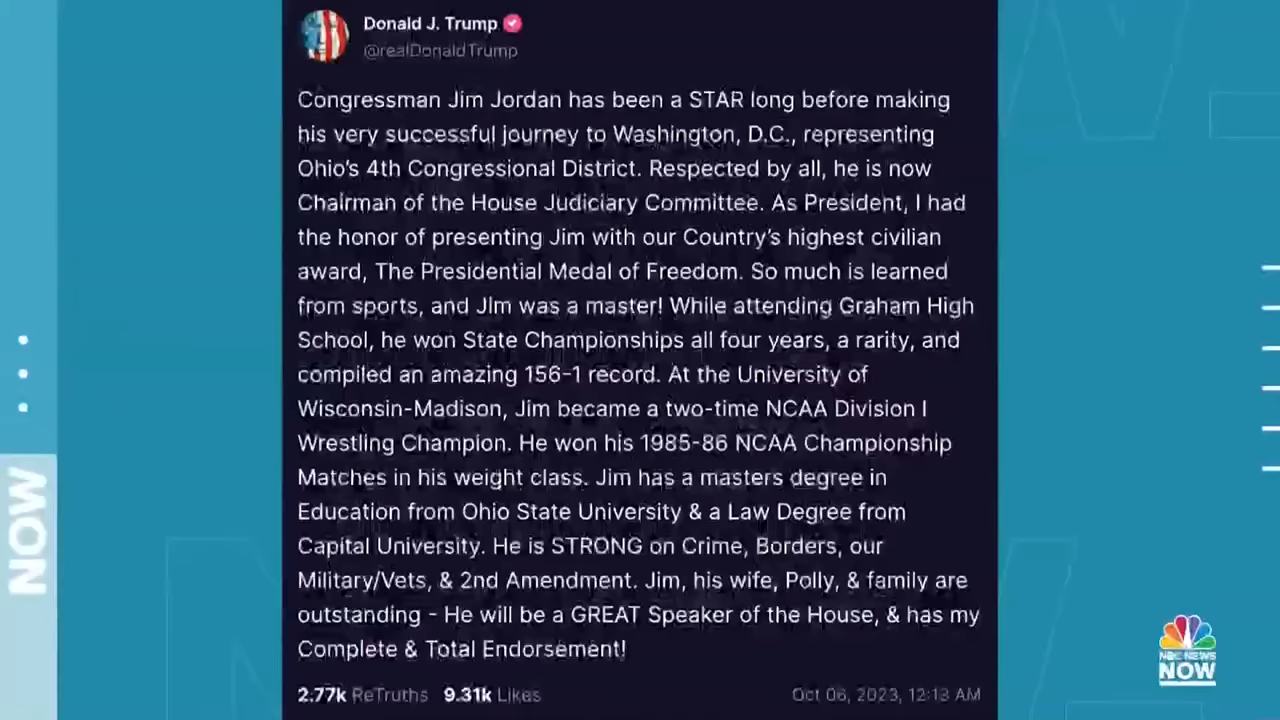 Donald J. Trump
@realDonaldTrump
Congressman Jim Jordan has been a STAR long before making
his very successful journey to Washington, D.C., representing
Ohio's 4th Congressional District. Respected by all, he is now
Chairman of the House Judiciary Committee. As President, I had
the honor of presenting Jim with our Country's highest civilian
award, The Presidential Medal of Freedom. So much is learned
from sports, and JIm was a master! While attending Graham High
School, he won State Championships all four years, a rarity, and
compiled an amazing 156-1 record. At the University of
Wisconsin-Madison, Jim became a two-time NCAA Division I
Wrestling Champion. He won his 1985-86 NCAA Championship
Matches in his weight class. Jim has a masters degree in
Education from Ohio State University & a Law Degree from
Capital University. He is STRONG on Crime, Borders, our
Military/Vets, & 2nd Amendment. Jim, his wife, Polly, & family are
outstanding - He will be a GREAT Speaker of the House, & has my
Complete & Total Endorsement!
2.77k ReTruths 9.31k Likes Oct 06, 2023, 12:13 AM
NOW
NBC NEWS
NOW